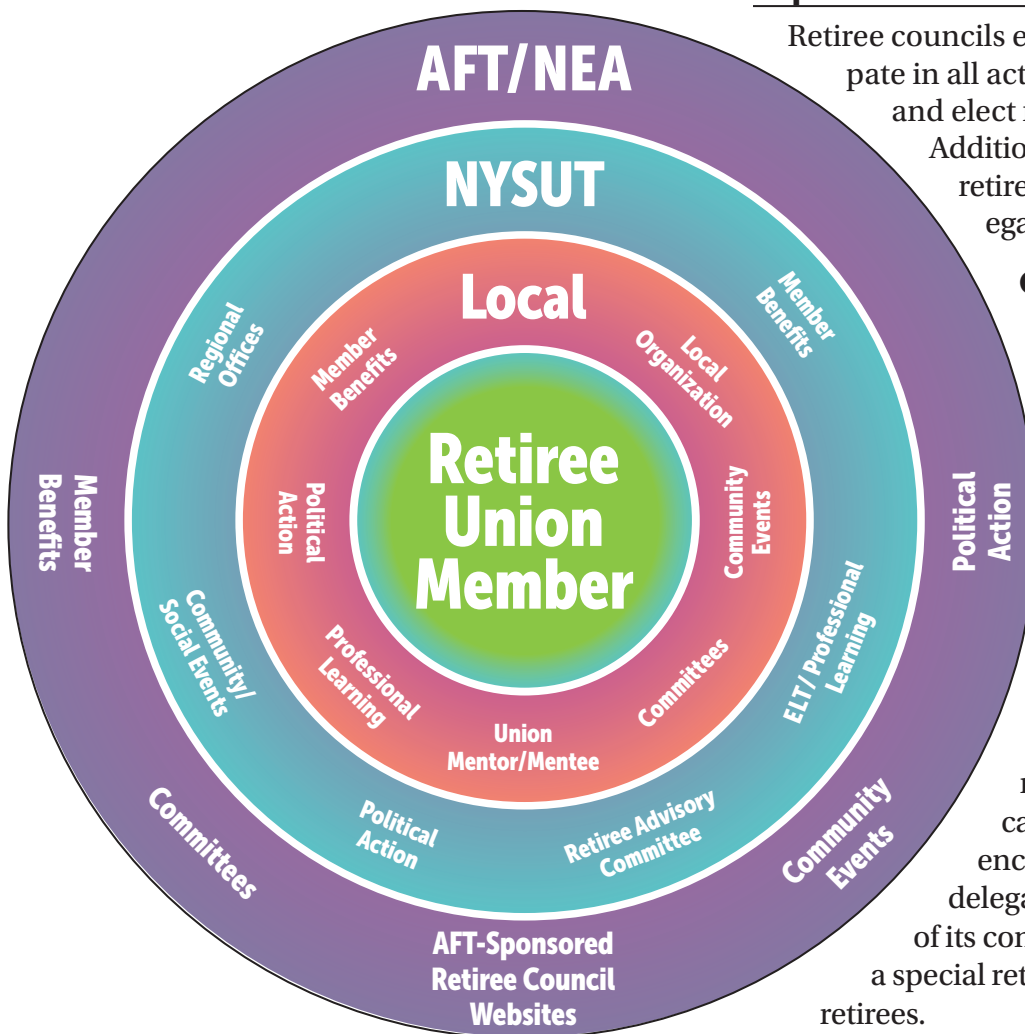 AFT/NEA
NYSUT
Local
Retiree
Union
Member
Member
Benefits
Local
Organization
Community
Events
Committees
Union
Mentor/Mentee
Professional
Learning
Political
Action
Regional
Offices
Member
Benefits
ELT/Professional
Learning
Retiree Advisory
Committee
Political
Action
Community/
Social Events
Member
Benefits
Political
Action
Community
Events
AFT-Sponsored
Retiree Council
Websites
Committees
Retiree councils e
pate in all act
and elect
Additio
retire
ega
ca
enc
delega
of its con
a special ret
retirees.